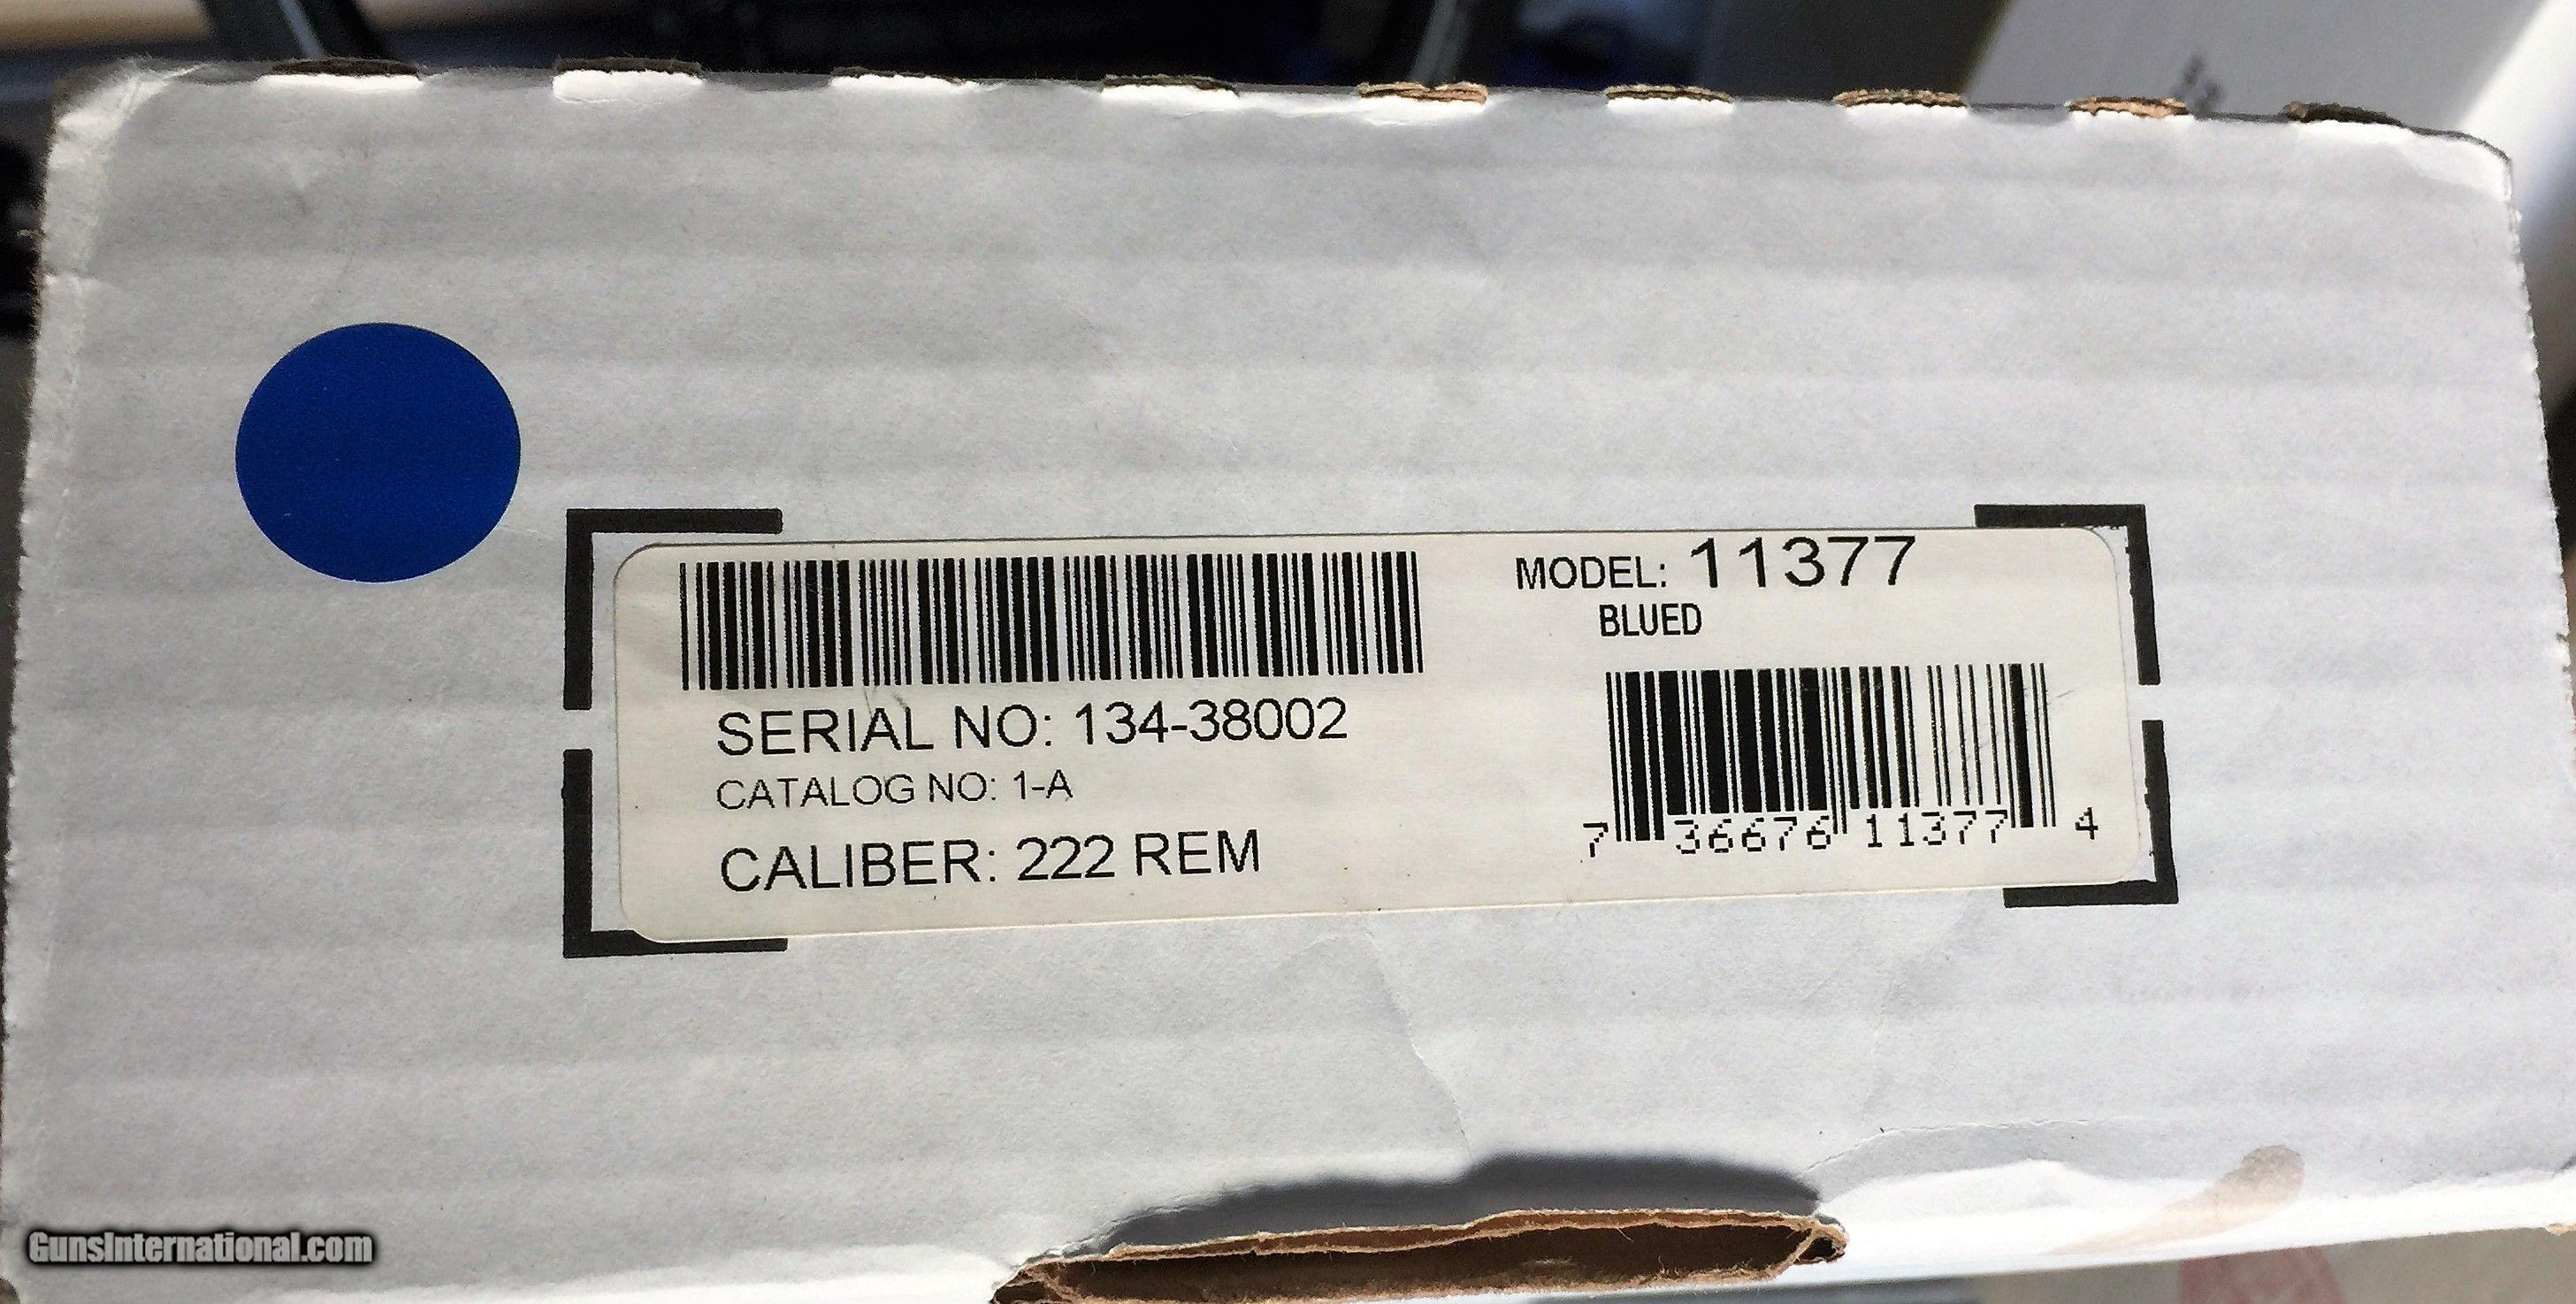 MODEL: 11377
BLUED
SERIAL NO: 134-38002
CATALOG NO: 1-A
CALIBER: 222 REM
7 36676 11377 4
GunsInternational.com